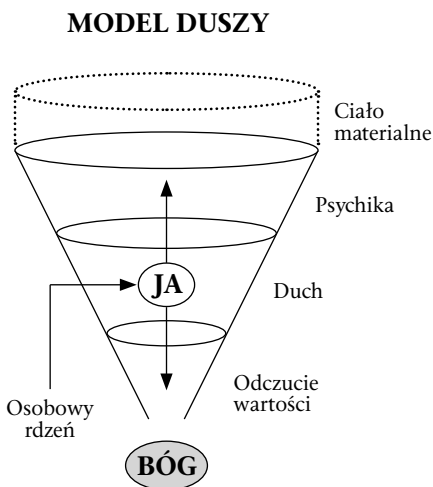 MODEL DUSZY
Ciało
materialne
Psychika
JA
Duch
Odczucie
wartości
Osobowy
rdzeń
BÓG